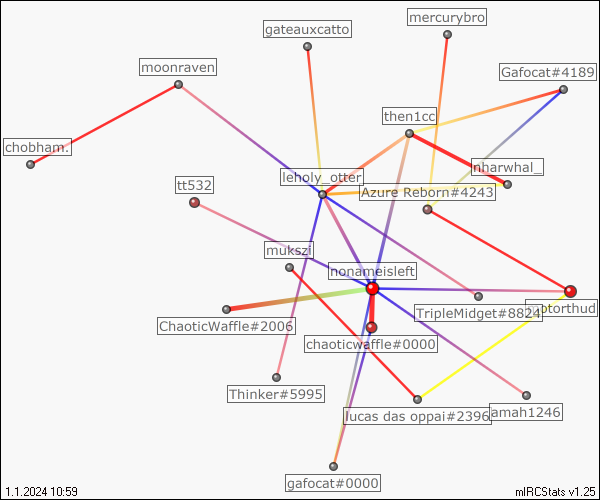 mercurybro
gateauxcatto
moonraven
Gafocat#4189
then1cc
chobham.
nharwhal_
leholy_otter
tt532
Azure Reborn#4243
mukszi
nonameisleft
TripleMidget#8824
ptorthud
ChaoticWaffle#2006
chaoticwaffle#0000
Thinker#5995
lucas das oppai#2396
amah1246
gafocat#0000
1.1.2024 10:59
mIRCStats v1.25